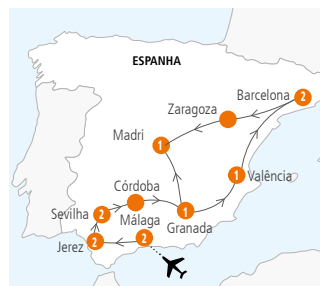 ESPANHA
Barcelona
2
Zaragoza
Madri
1
Córdoba
1
Valência
Sevilha
2
Málaga
1
Granada
Jerez
2
2